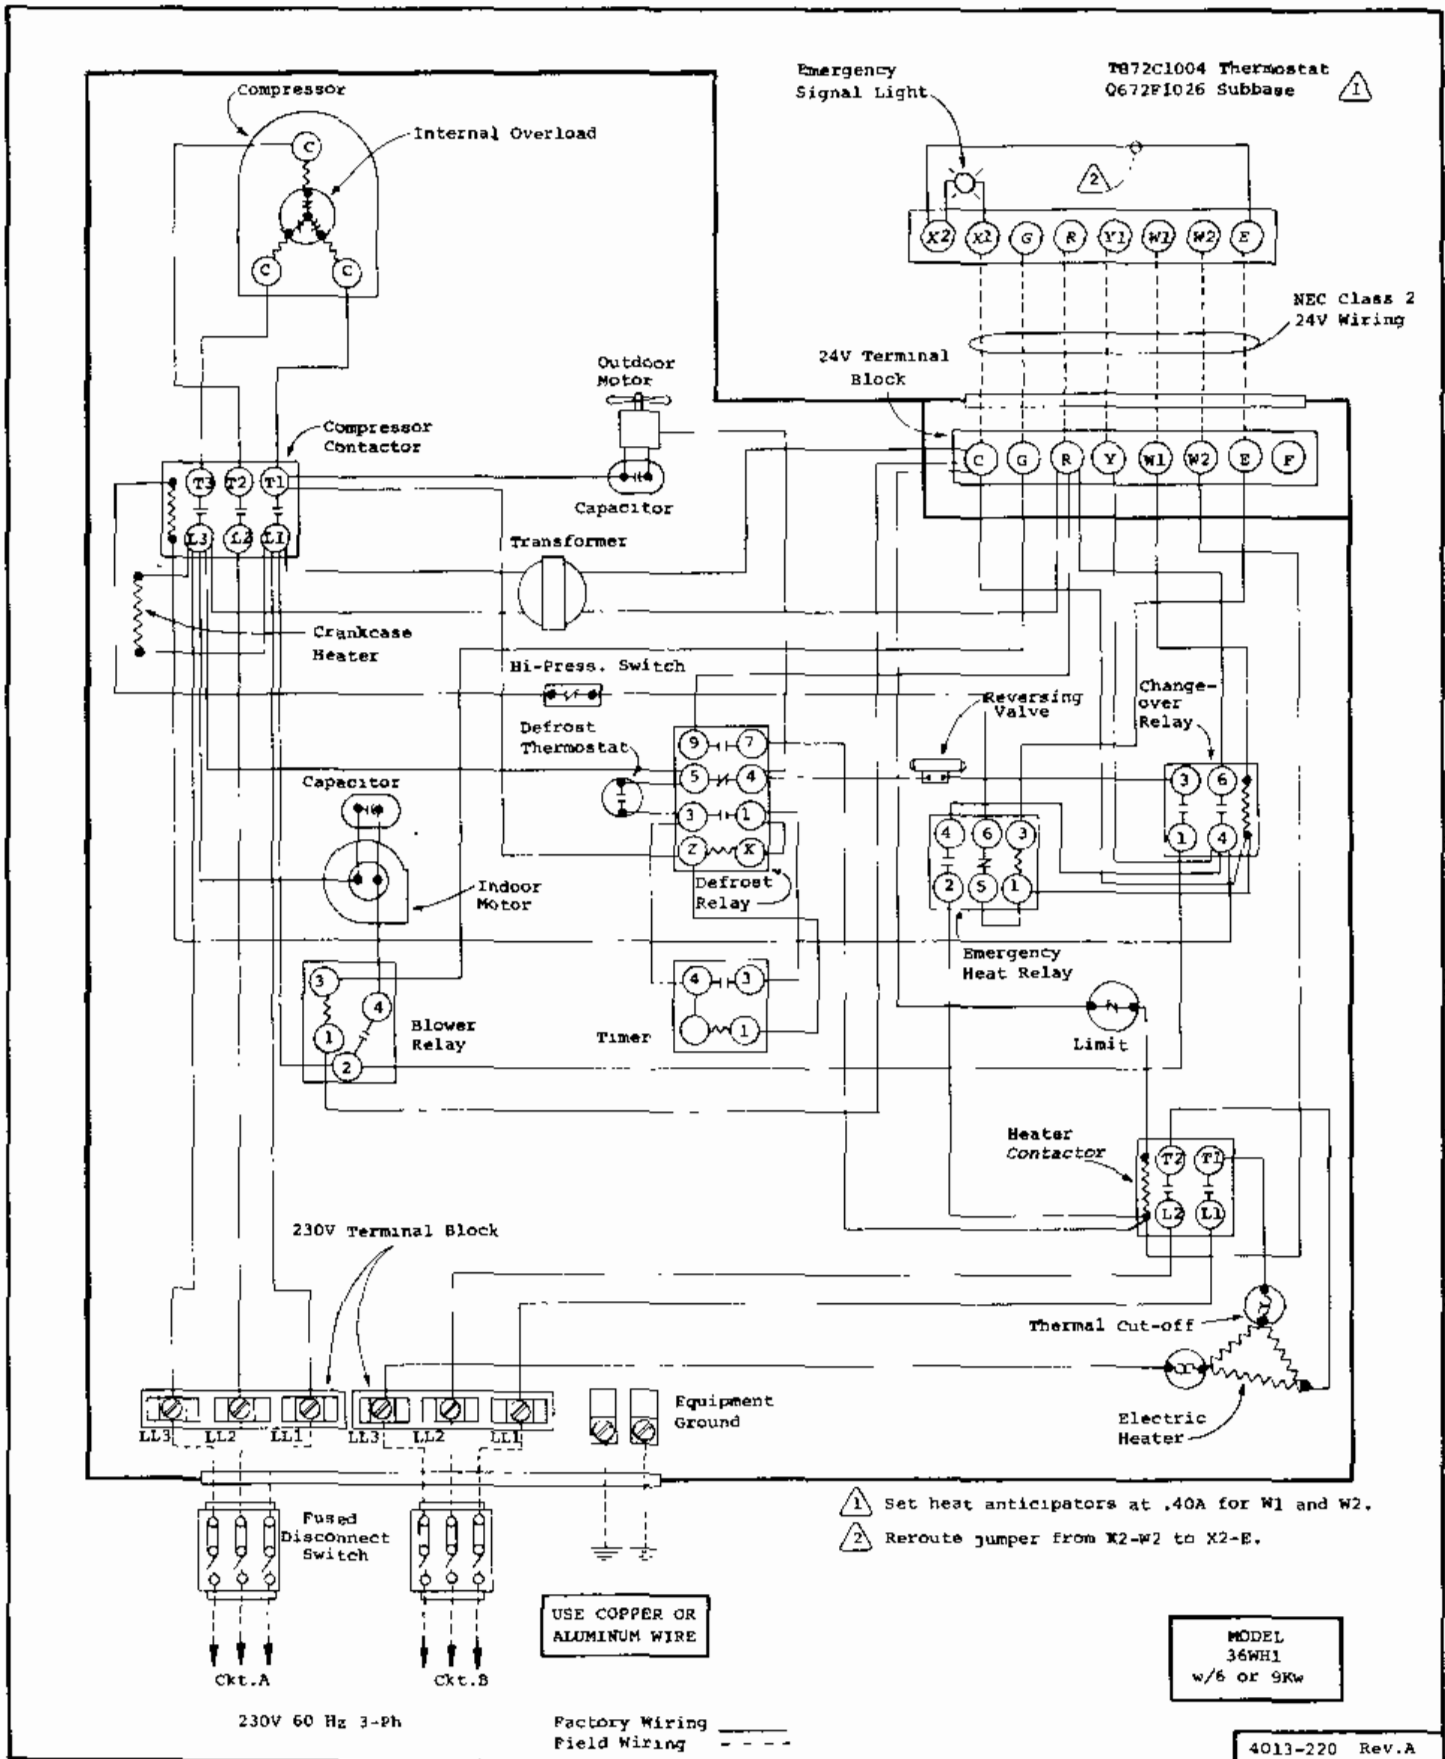 Compressor
Internal Overload
C
C
C
Emergency
Signal Light
T872C1004 Thermostat
Q672F1026 Subbase
1
2
X2 X1 G R Y1 W1 W2 E
NEC Class 2
24V Wiring
24V Terminal
Block
C G R Y W1 W2 E F
Outdoor
Motor
Capacitor
Compressor
Contactor
T3 T2 T1
L3 L2 L1
Transformer
Crankcase
Heater
Hi-Press. Switch
Defrost
Thermostat
9 7
5 4
3 1
Z X
Defrost
Relay
Reversing
Valve
Change-
over
Relay
3 6
1 4
4 6 3
2 5 1
Emergency
Heat Relay
Capacitor
Indoor
Motor
3
4
1
2
Blower
Relay
Timer
4 3
1
Limit
Heater
Contactor
T2 T1
L2 L1
230V Terminal Block
Thermal Cut-off
Electric
Heater
LL3 LL2 LL1 LL3 LL2 LL1
Equipment
Ground
Fused
Disconnect
Switch
Ckt.A
Ckt.B
230V 60 Hz 3-Ph
1 Set heat anticipators at .40A for W1 and W2.
2 Reroute jumper from X2-W2 to X2-E.
USE COPPER OR
ALUMINUM WIRE
MODEL
36WH1
w/6 or 9Kw
Factory Wiring
Field Wiring
4013-220 Rev.A